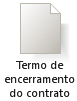 Termo de
encerramento
do contrato